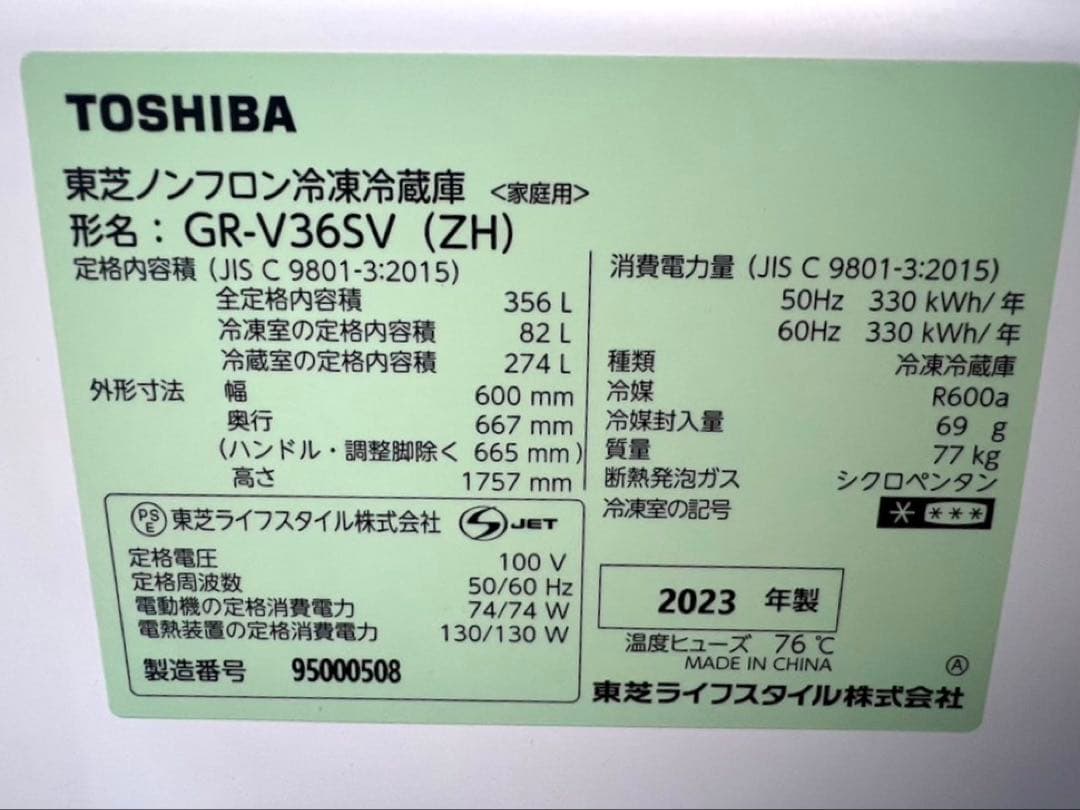 TOSHIBA
東芝ノンフロン冷凍冷蔵庫 <家庭用>
形名：GR-V36SV (ZH)
定格内容積 (JIS C 9801-3:2015)
全定格内容積 356 L
冷凍室の定格内容積 82 L
冷蔵室の定格内容積 274 L
外形寸法 幅 600 mm
奥行 667 mm
(ハンドル・調整脚除く 665 mm)
高さ 1757 mm
消費電力量 (JIS C 9801-3:2015)
50Hz 330 kWh/年
60Hz 330 kWh/年
種類 冷凍冷蔵庫
冷媒 R600a
冷媒封入量 69 g
質量 77 kg
断熱発泡ガス シクロペンタン
冷凍室の記号 * ***
PSE 東芝ライフスタイル株式会社 S JET
定格電圧 100 V
定格周波数 50/60 Hz
電動機の定格消費電力 74/74 W
電熱装置の定格消費電力 130/130 W
製造番号 95000508
2023 年製
温度ヒューズ 76 ℃
MADE IN CHINA
Ⓐ
東芝ライフスタイル株式会社